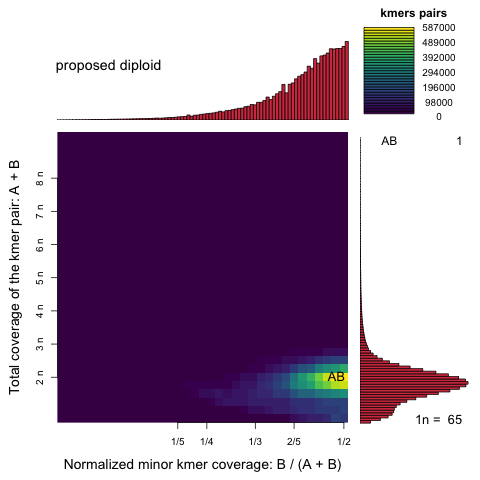 kmers pairs
587000
489000
392000
294000
196000
98000
0
proposed diploid
AB 1
Total coverage of the kmer pair: A + B
8 n
7 n
6 n
5 n
4 n
3 n
2 n
AB
1n = 65
1/5 1/4 1/3 2/5 1/2
Normalized minor kmer coverage: B / (A + B)